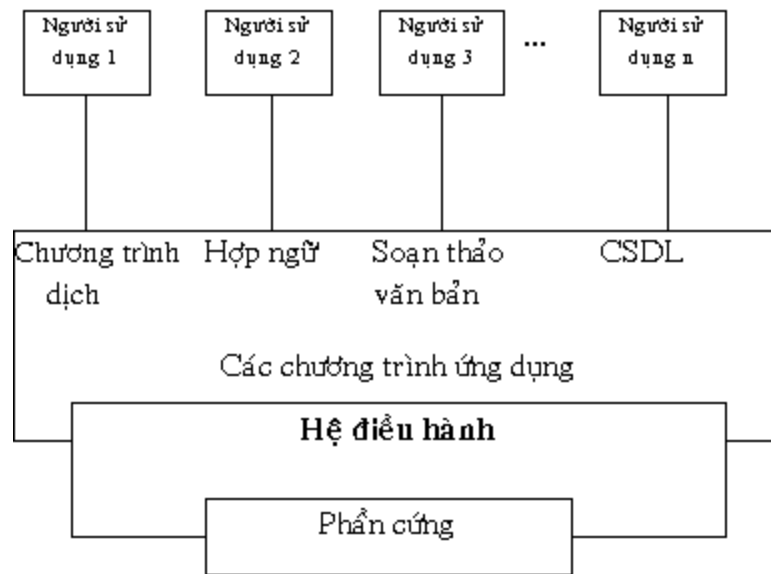 Người sử
dụng 1
Người sử
dụng 2
Người sử
dụng 3
...
Người sử
dụng n
Chương trình
dịch
Hợp ngữ
Soạn thảo
văn bản
CSDL
Các chương trình ứng dụng
Hệ điều hành
Phần cứng